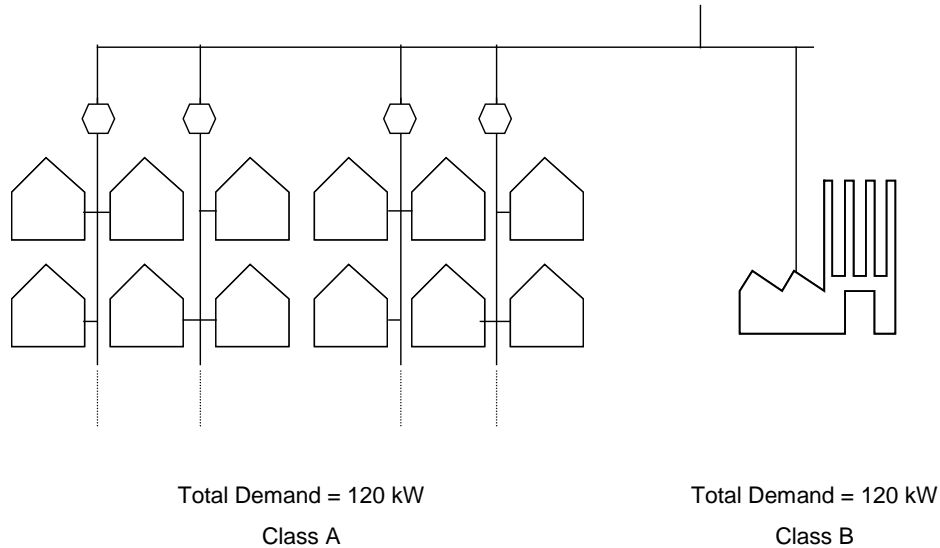 Total Demand = 120 kW
Class A
Total Demand = 120 kW
Class B